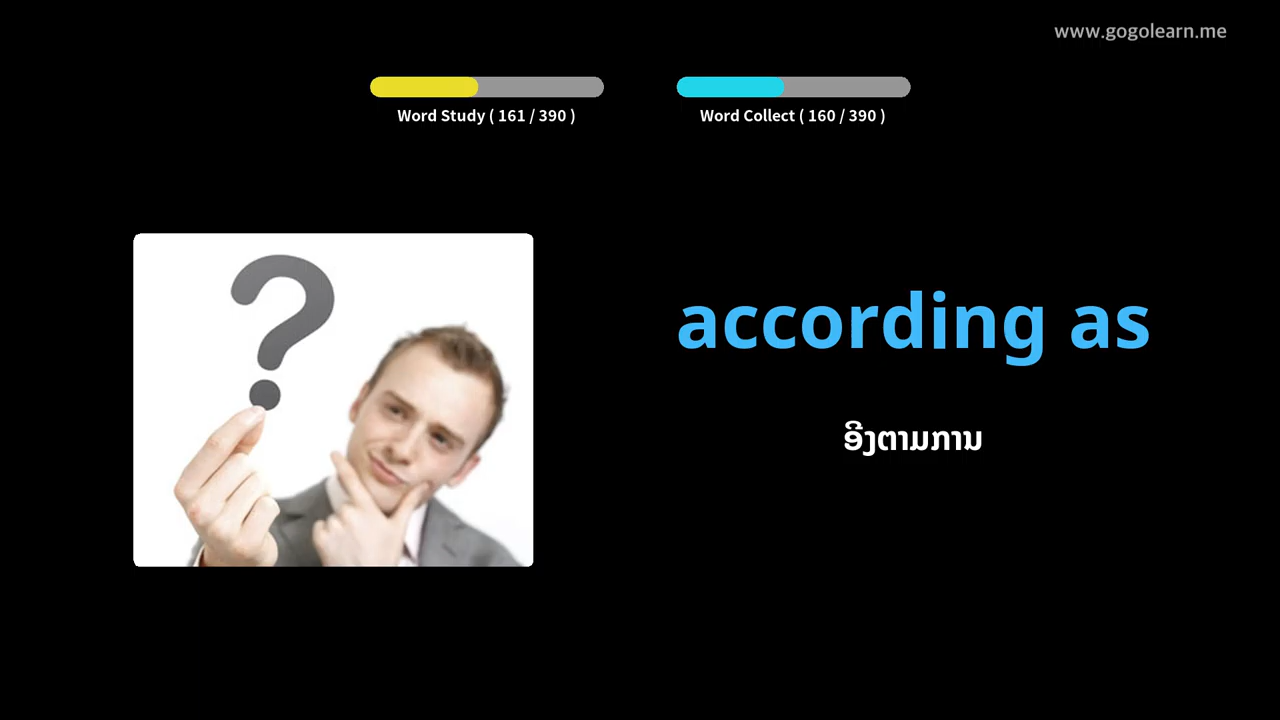 www.gogolearn.me
Word Study ( 161 / 390 )
Word Collect ( 160 / 390 )
?
according as
ອີງຕາມການ